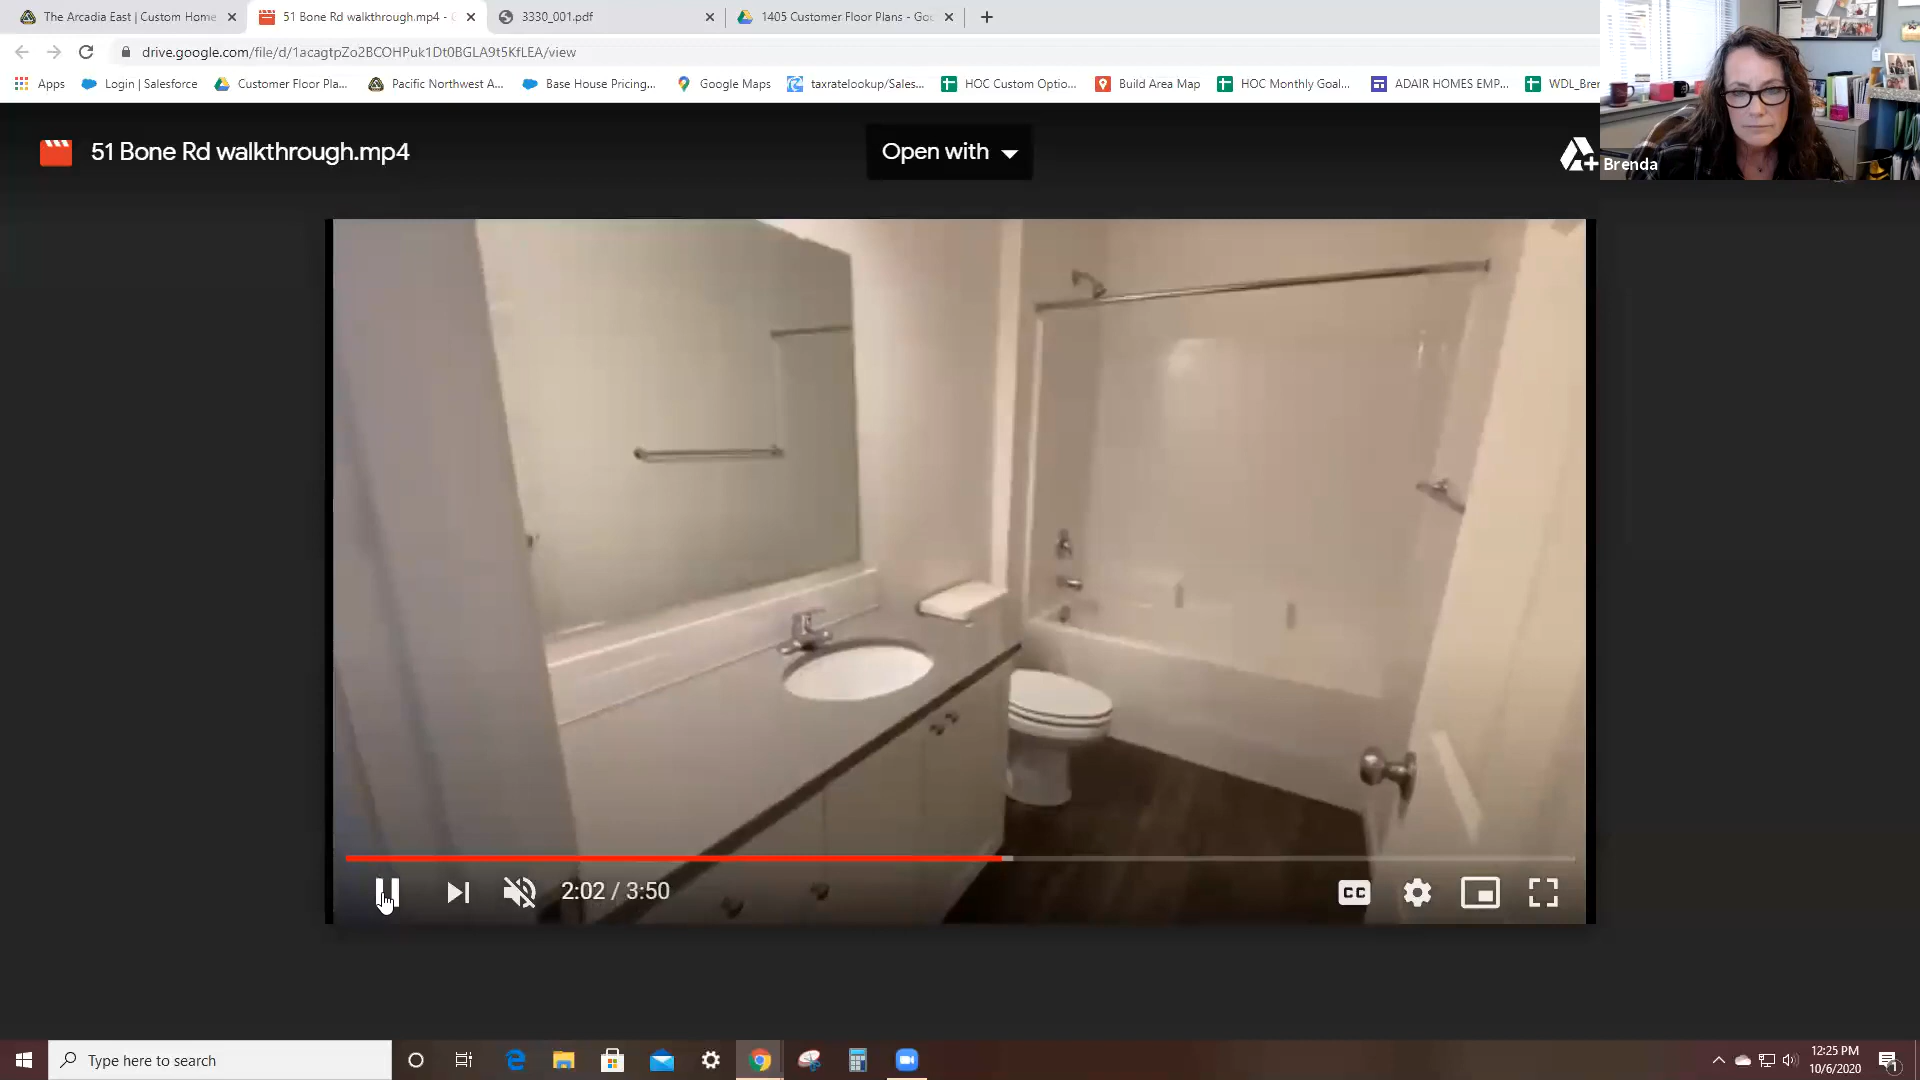 The Arcadia East | Custom Home
51 Bone Rd walkthrough.mp4 - G
3330_001.pdf
1405 Customer Floor Plans - Goo
drive.google.com/file/d/1acagtpZo2BCOHPuk1Dt0BGLA9t5KfLEA/view
Apps
Login | Salesforce
Customer Floor Pla...
Pacific Northwest A...
Base House Pricing...
Google Maps
taxratelookup/Sales...
HOC Custom Optio...
Build Area Map
HOC Monthly Goal...
ADAIR HOMES EMP...
WDL_Bren
51 Bone Rd walkthrough.mp4
Open with
Brenda
2:02 / 3:50
CC
Type here to search
12:25 PM
10/6/2020
1